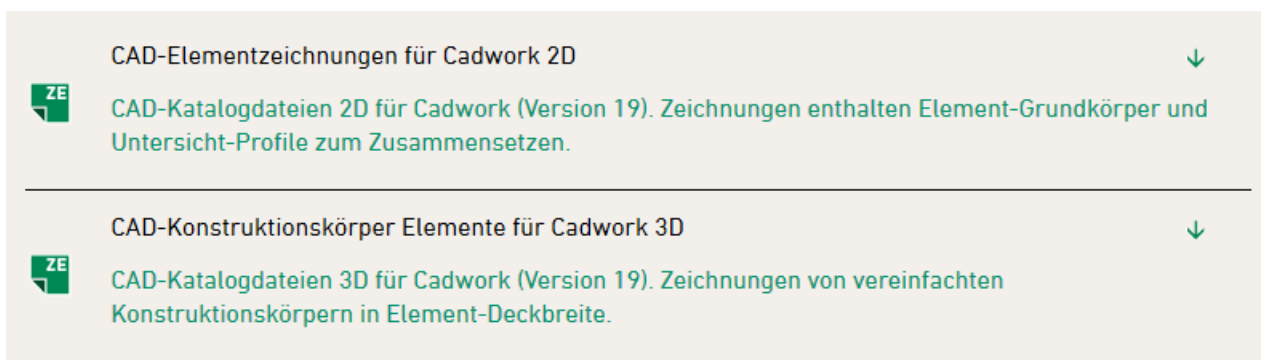 CAD-Elementzeichnungen für Cadwork 2D
ZE
CAD-Katalogdateien 2D für Cadwork (Version 19). Zeichnungen enthalten Element-Grundkörper und
Untersicht-Profile zum Zusammensetzen.
CAD-Konstruktionskörper Elemente für Cadwork 3D
ZE
CAD-Katalogdateien 3D für Cadwork (Version 19). Zeichnungen von vereinfachten
Konstruktionskörpern in Element-Deckbreite.